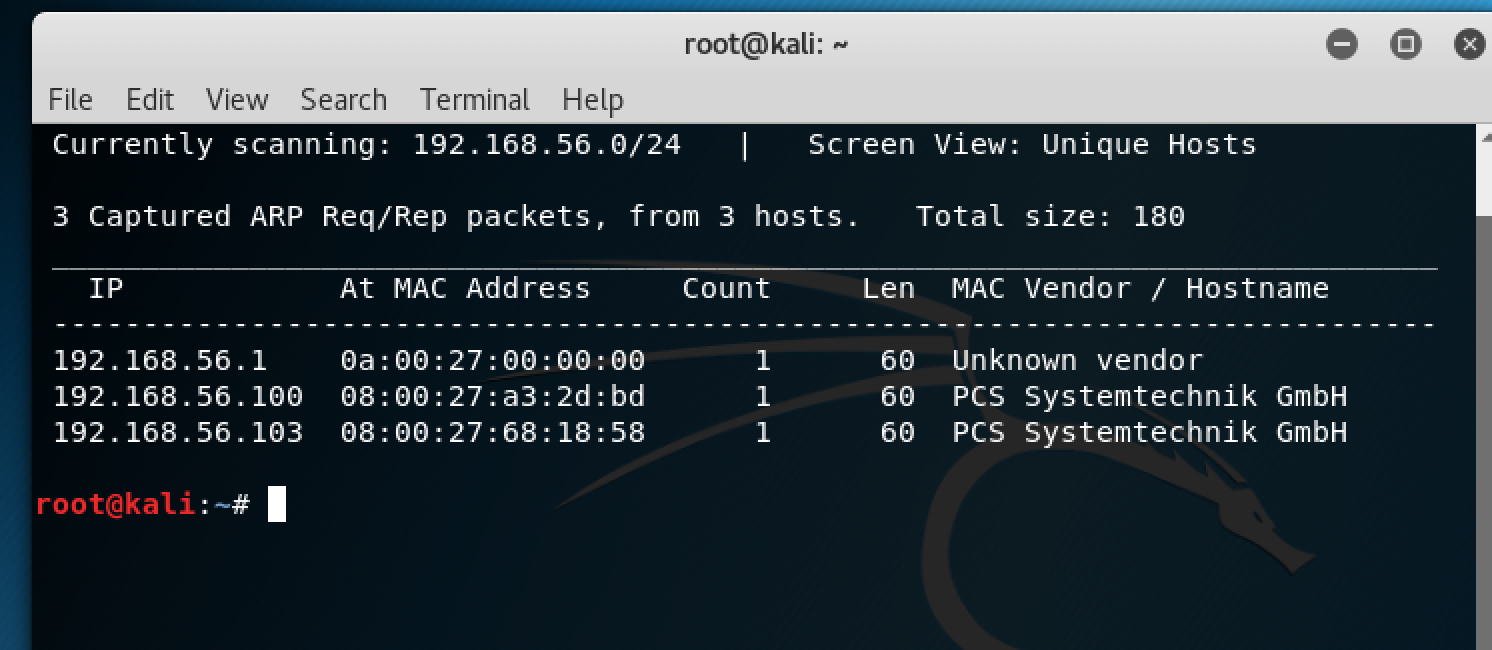 root@kali: ~
File Edit View Search Terminal Help
Currently scanning: 192.168.56.0/24   |   Screen View: Unique Hosts
3 Captured ARP Req/Rep packets, from 3 hosts.   Total size: 180
_____________________________________________________________________________
IP            At MAC Address     Count     Len  MAC Vendor / Hostname
-----------------------------------------------------------------------------
192.168.56.1    0a:00:27:00:00:00      1      60  Unknown vendor
192.168.56.100  08:00:27:a3:2d:bd      1      60  PCS Systemtechnik GmbH
192.168.56.103  08:00:27:68:18:58      1      60  PCS Systemtechnik GmbH
root@kali:~#